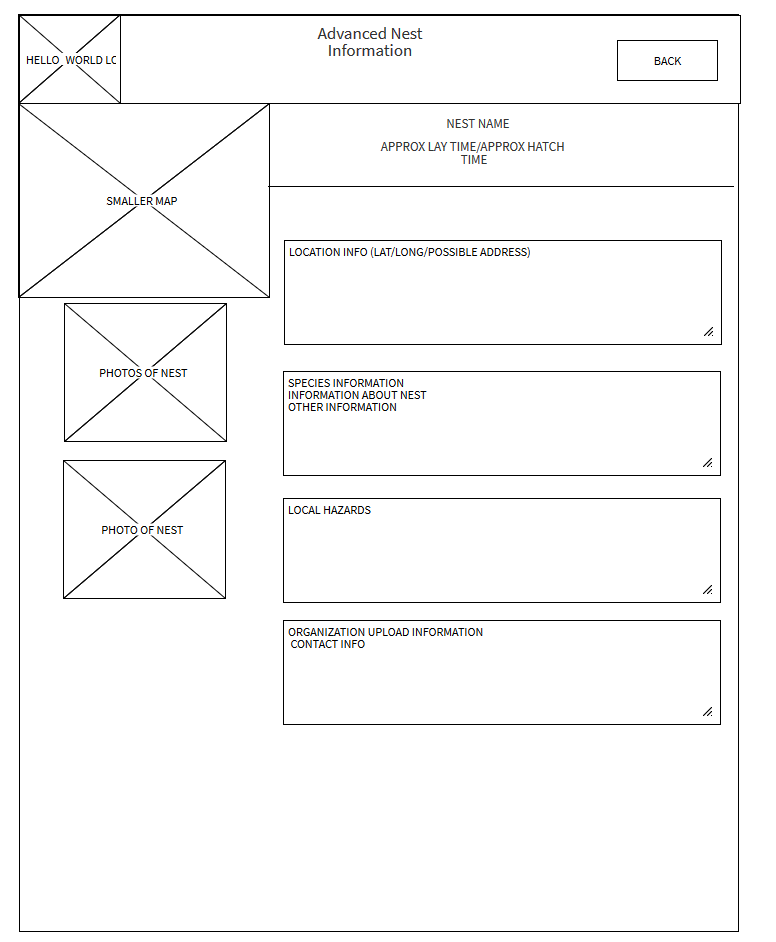 Advanced Nest
Information
HELLO WORLD LC
BACK
NEST NAME
APPROX LAY TIME/APPROX HATCH
TIME
SMALLER MAP
LOCATION INFO (LAT/LONG/POSSIBLE ADDRESS)
PHOTOS OF NEST
SPECIES INFORMATION
INFORMATION ABOUT NEST
OTHER INFORMATION
PHOTO OF NEST
LOCAL HAZARDS
ORGANIZATION UPLOAD INFORMATION
CONTACT INFO